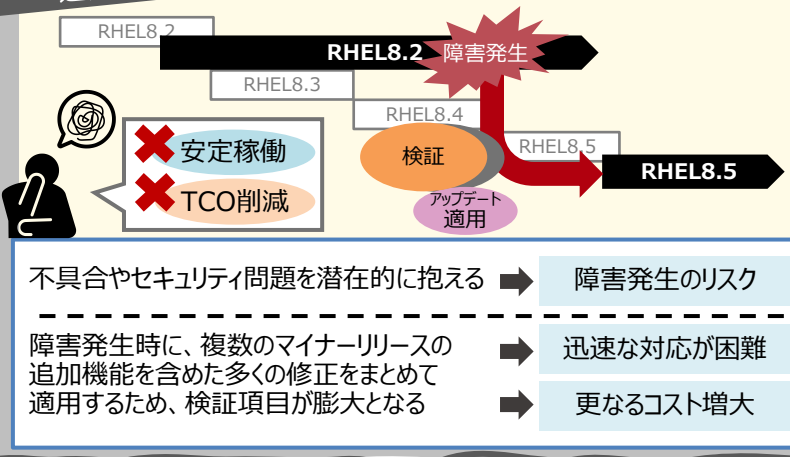 RHEL8.2
RHEL8.2
障害発生
RHEL8.3
RHEL8.4
RHEL8.5
RHEL8.5
安定稼働
TCO削減
検証
アップデート
適用
不具合やセキュリティ問題を潜在的に抱える
障害発生のリスク
障害発生時に、複数のマイナーリリースの
追加機能を含めた多くの修正をまとめて
適用するため、検証項目が膨大となる
迅速な対応が困難
更なるコスト増大